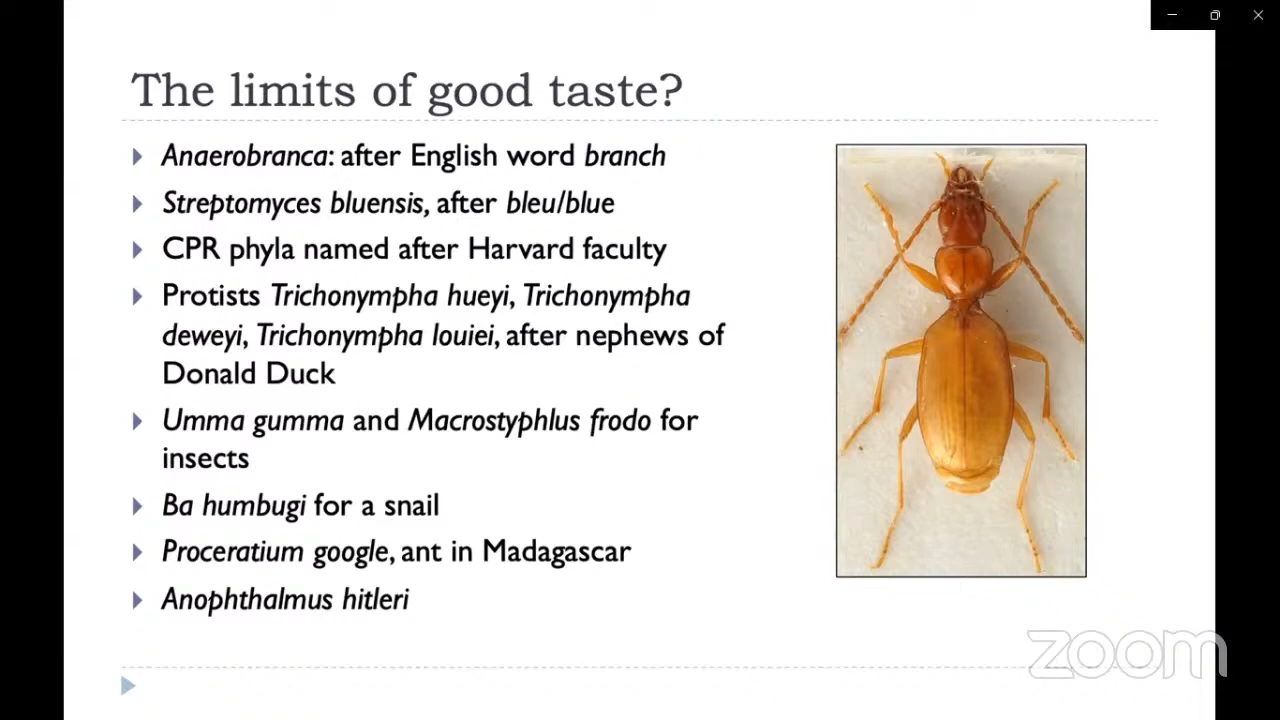 The limits of good taste?
Anaerobranca: after English word branch
Streptomyces bluensis, after bleu/blue
CPR phyla named after Harvard faculty
Protists Trichonympha hueyi, Trichonympha
deweyi, Trichonympha louiei, after nephews of
Donald Duck
Umma gumma and Macrostyphlus frodo for
insects
Ba humbugi for a snail
Proceratium google, ant in Madagascar
Anophthalmus hitleri
zoom